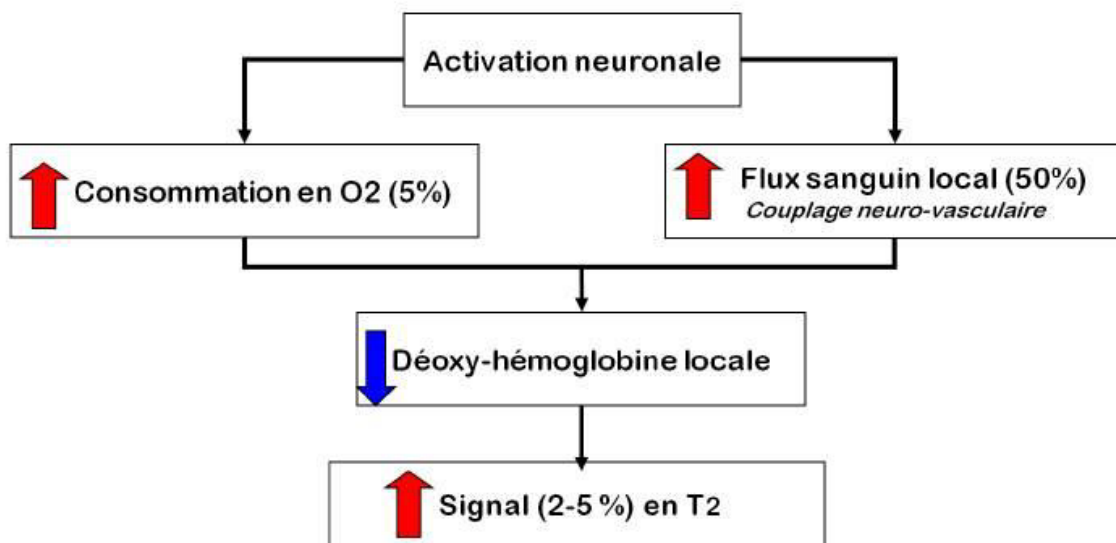 Activation neuronale
Consommation en O2 (5%)
Flux sanguin local (50%)
Couplage neuro-vasculaire
Déoxy-hémoglobine locale
Signal (2-5 %) en T2